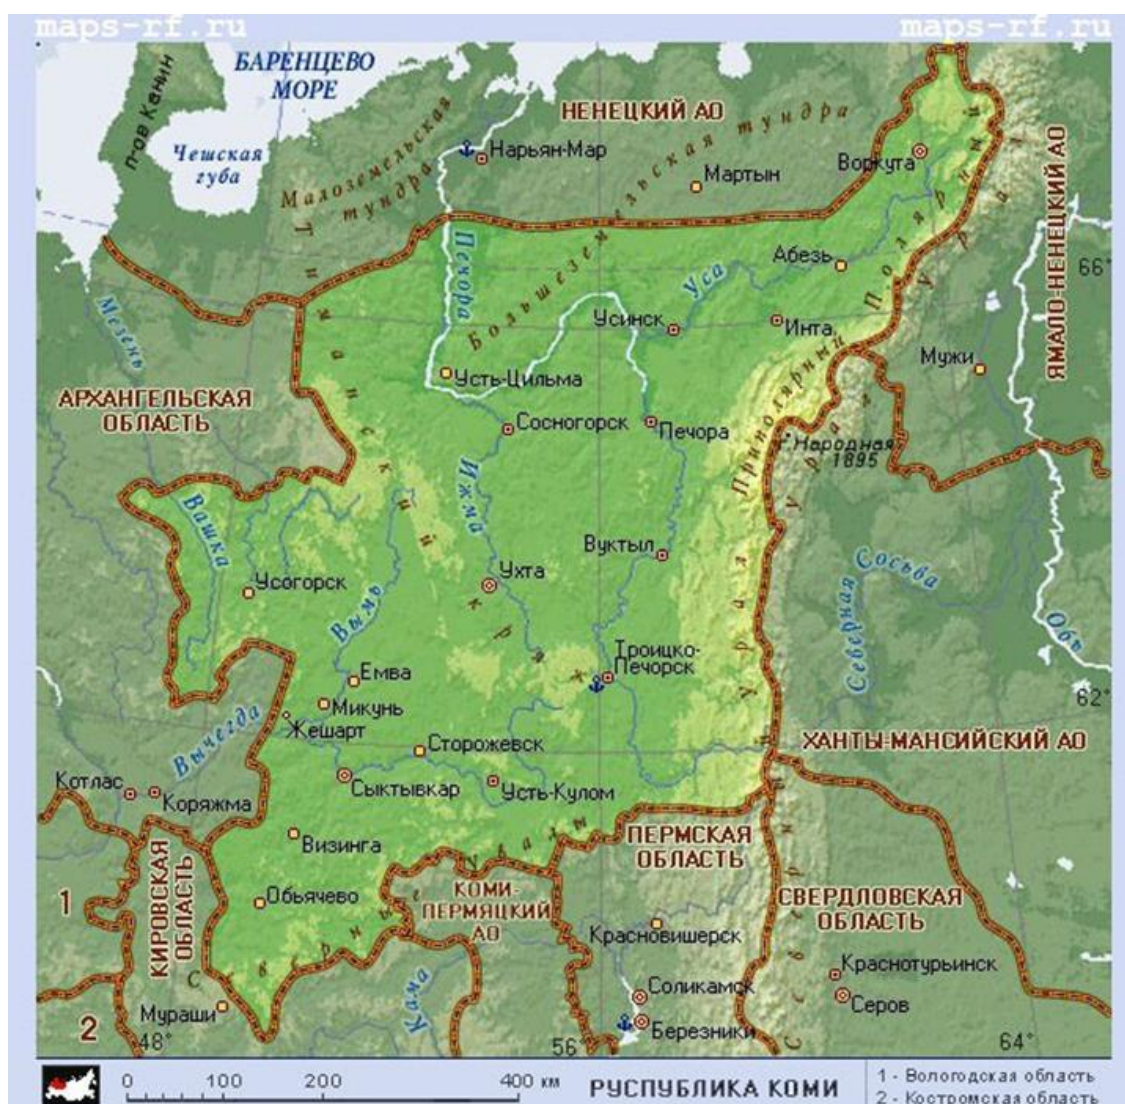 maps-rf.ru
maps-rf.ru
БАРЕНЦЕВО
МОРЕ
п-ов Канин
Чешская
губа
Малоземельская
тундра
НЕНЕЦКИЙ АО
Нарьян-Мар
Большеземельская тундра
Мартын
Воркута
ЯМАЛО-НЕНЕЦКИЙ АО
Полярный
Урал
Абезь
66°
Печора
Уса
Мезень
Тиманский кряж
Усинск
Инта
Мужи
Усть-Цильма
АРХАНГЕЛЬСКАЯ
ОБЛАСТЬ
Сосногорск
Печора
Приполярный
Урал
г. Народная
1895
Ижма
Вашка
Вуктыл
Усогорск
Ухта
Вымь
Северная Сосьва
Обь
Троицко-
Печорск
Емва
Микунь
62°
Жешарт
Вычегда
Сторожевск
ХАНТЫ-МАНСИЙСКИЙ АО
Котлас
Коряжма
Сыктывкар
Усть-Кулом
Северный Урал
Визинга
Северные Увалы
ПЕРМСКАЯ
ОБЛАСТЬ
КИРОВСКАЯ
ОБЛАСТЬ
1
Обьячево
КОМИ-
ПЕРМЯЦКИЙ
АО
СВЕРДЛОВСКАЯ
ОБЛАСТЬ
Красновишерск
Краснотурьинск
Соликамск
Серов
Кама
Мураши
Березники
2
48°
56°
64°
0 100 200 400 км
РУСПУБЛИКА КОМИ
1 - Вологодская область
2 - Костромская область